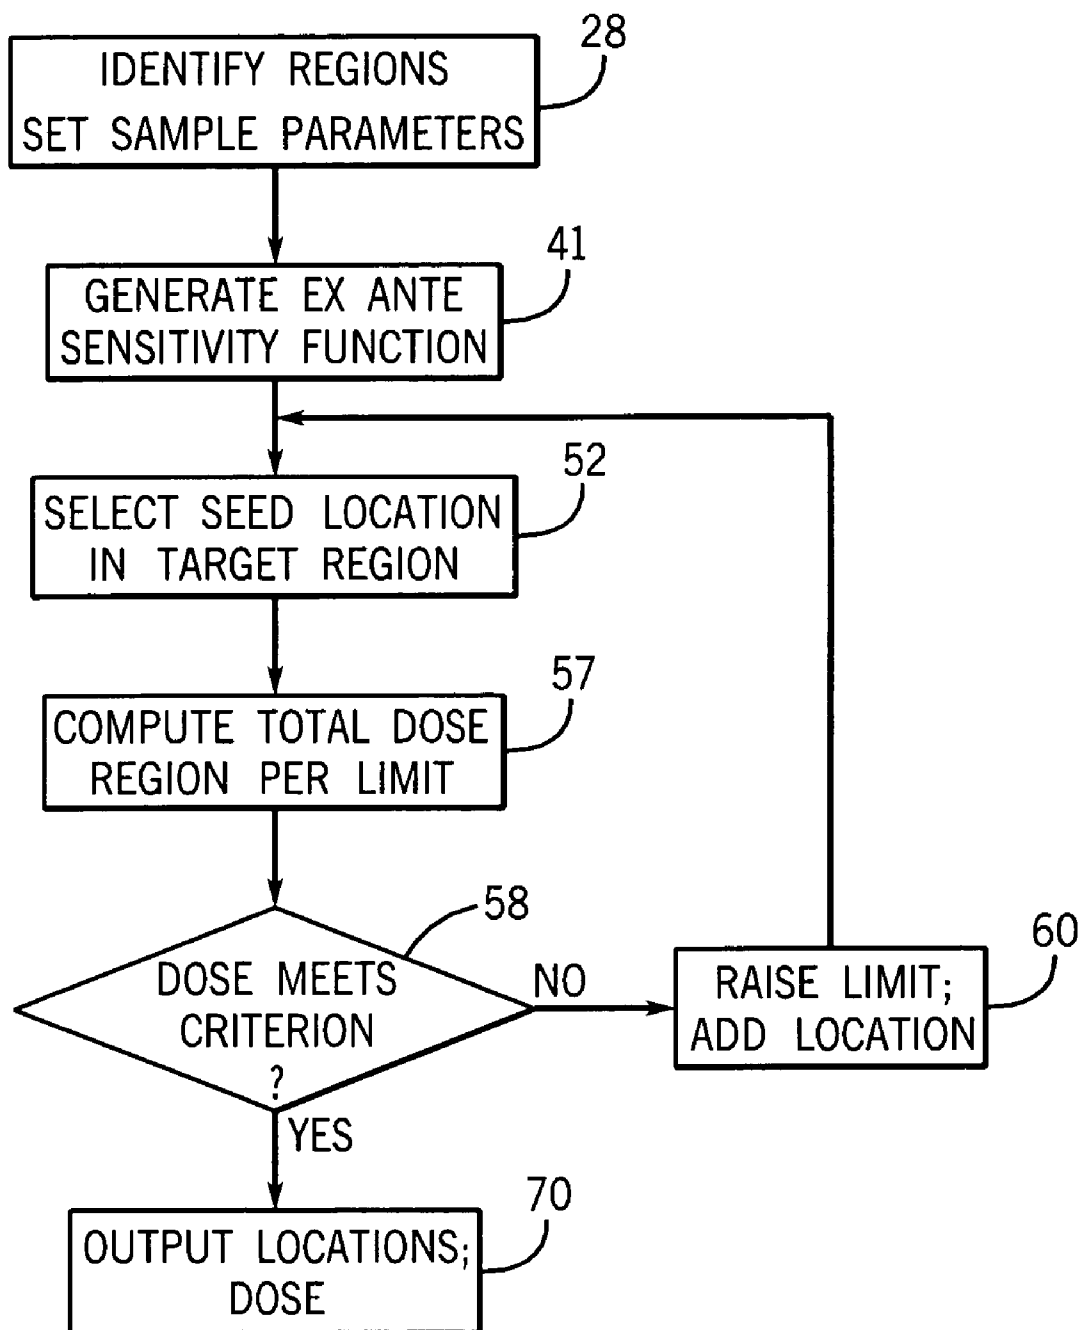 28
IDENTIFY REGIONS
SET SAMPLE PARAMETERS
41
GENERATE EX ANTE
SENSITIVITY FUNCTION
52
SELECT SEED LOCATION
IN TARGET REGION
57
COMPUTE TOTAL DOSE
REGION PER LIMIT
58
DOSE MEETS
CRITERION
?
NO
60
RAISE LIMIT;
ADD LOCATION
YES
70
OUTPUT LOCATIONS;
DOSE